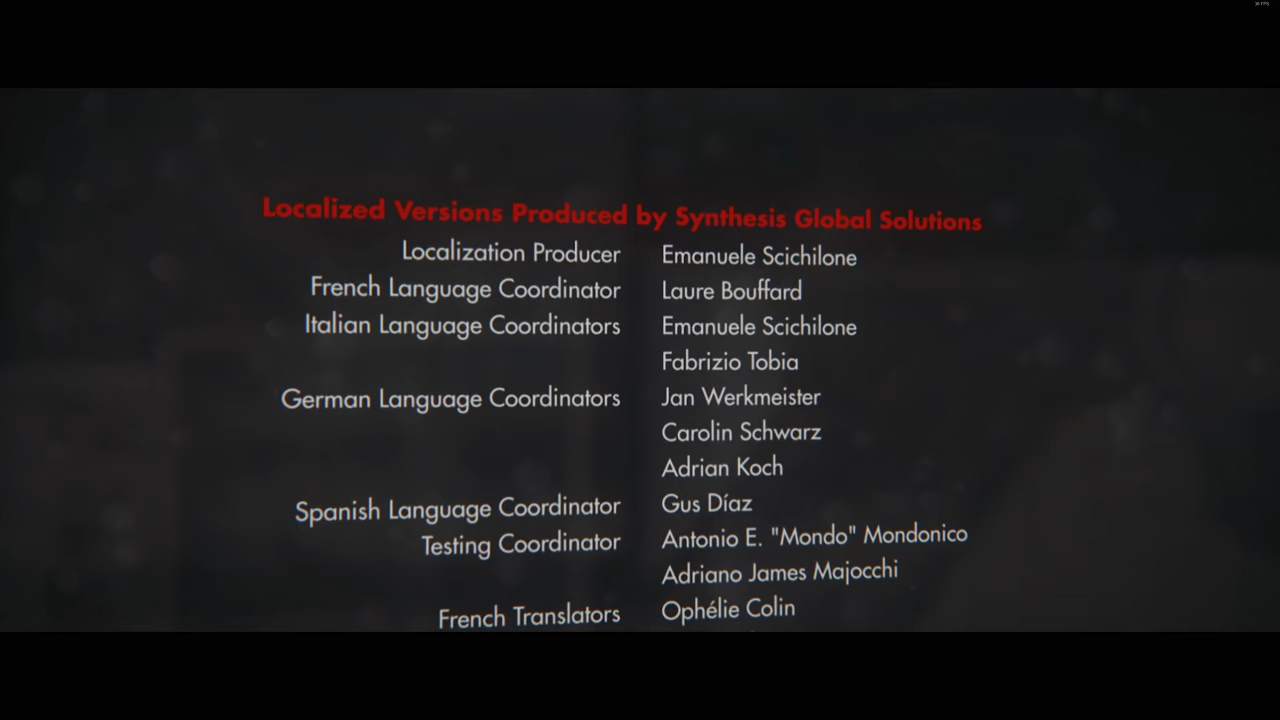 36 FPS
Localized Versions Produced by Synthesis Global Solutions
Localization Producer Emanuele Scichilone
French Language Coordinator Laure Bouffard
Italian Language Coordinators Emanuele Scichilone
Fabrizio Tobia
German Language Coordinators Jan Werkmeister
Carolin Schwarz
Adrian Koch
Spanish Language Coordinator Gus Díaz
Testing Coordinator Antonio E. "Mondo" Mondonico
Adriano James Majocchi
French Translators Ophélie Colin